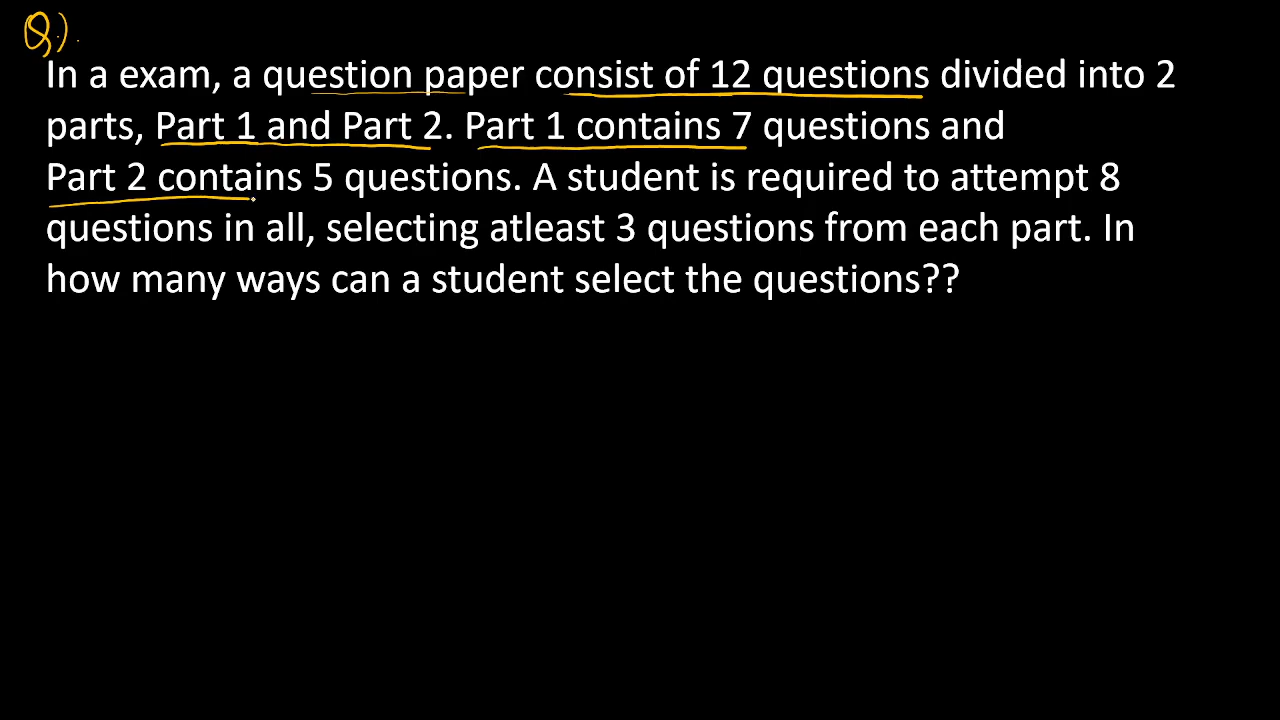 Q).
In a exam, a question paper consist of 12 questions divided into 2
parts, Part 1 and Part 2. Part 1 contains 7 questions and
Part 2 contains 5 questions. A student is required to attempt 8
questions in all, selecting atleast 3 questions from each part. In
how many ways can a student select the questions??